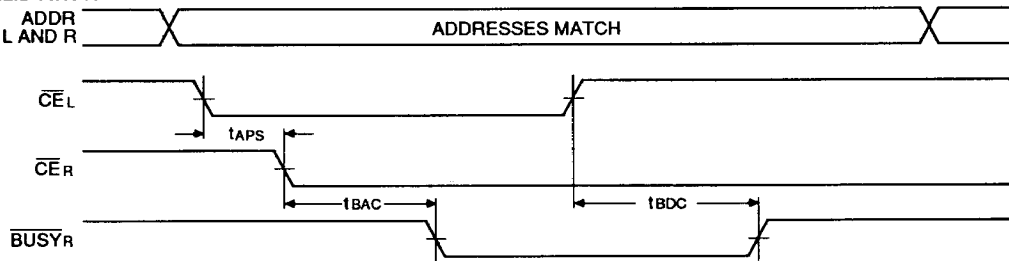 ADDR
L AND R
ADDRESSES MATCH
CEL
tAPS
CER
tBAC
tBDC
BUSYR